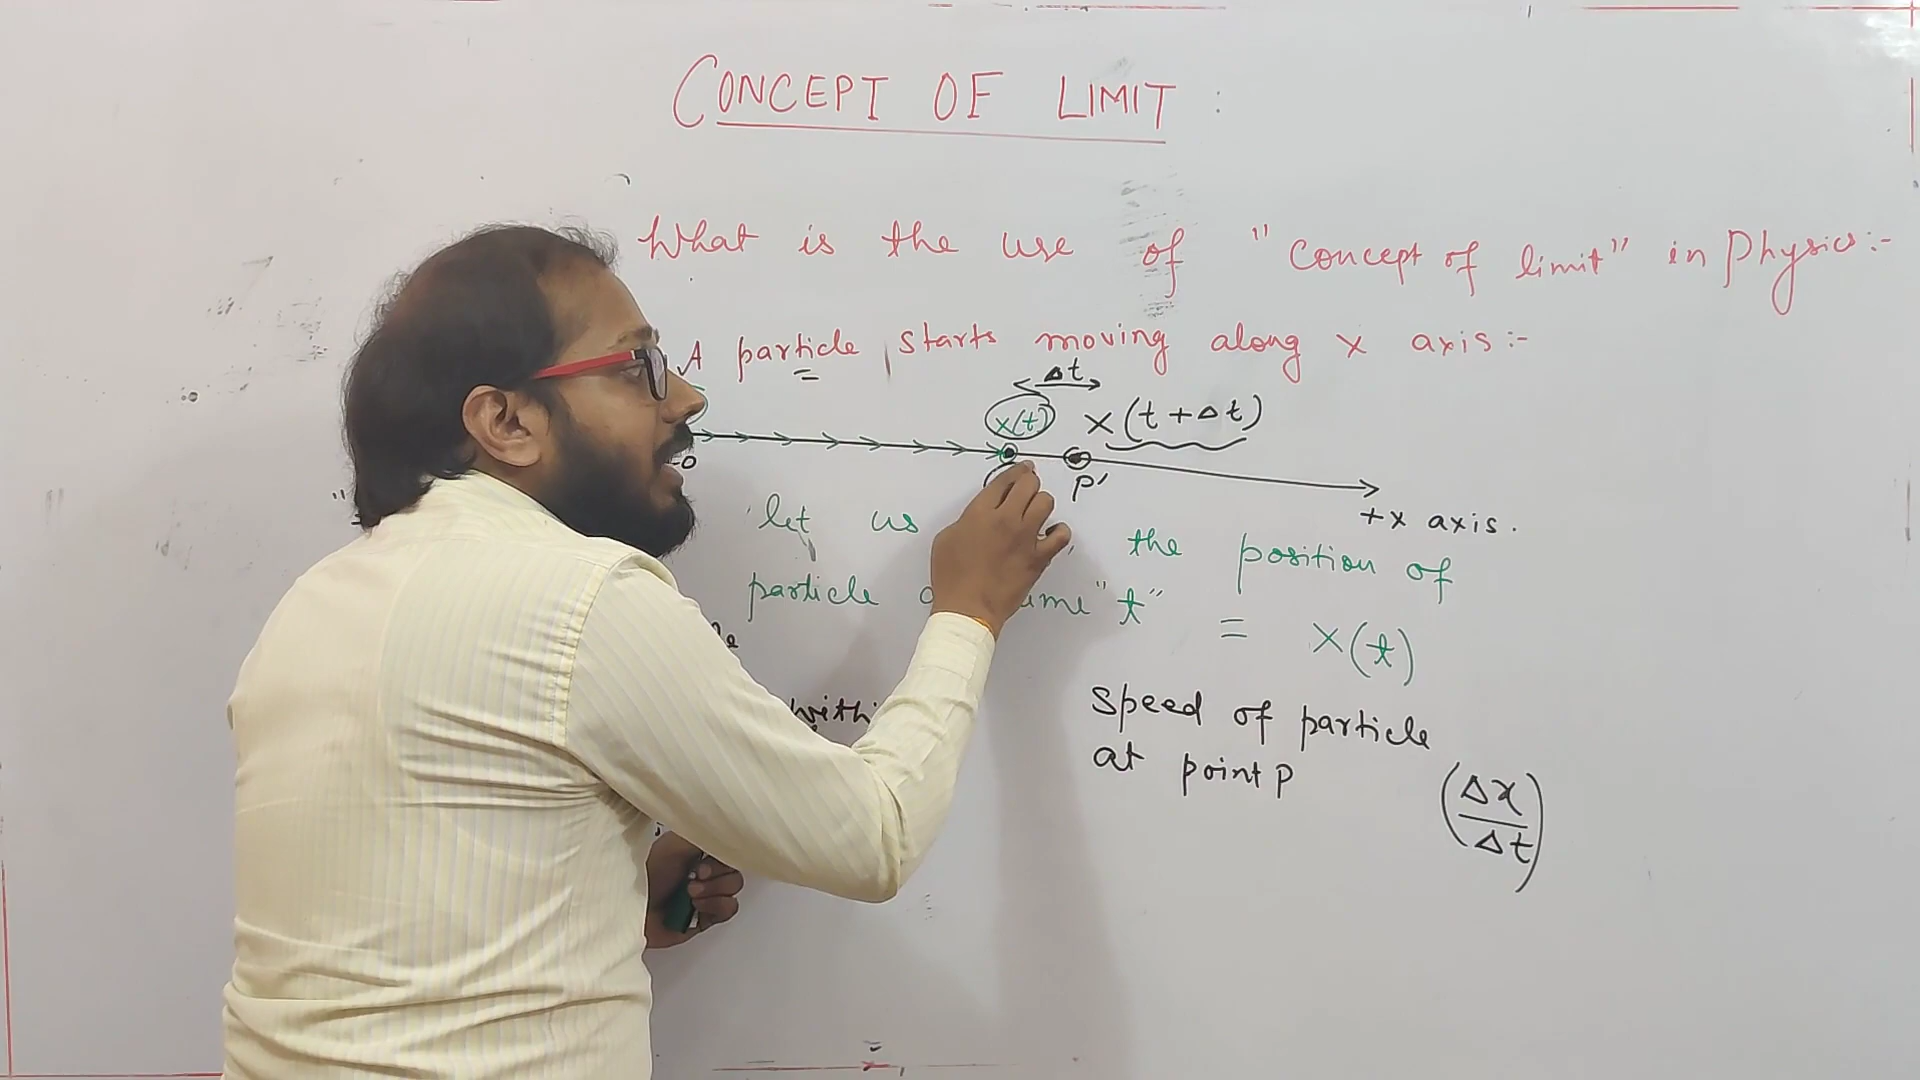 CONCEPT OF LIMIT :
What is the use of "Concept of limit" in Physics:-
A particle starts moving along x axis:-
Δt
x(t) x(t+Δt)
P'
+x axis.
let us the position of
particle "t" = x(t)
Speed of particle
at point P
(Δx/Δt)